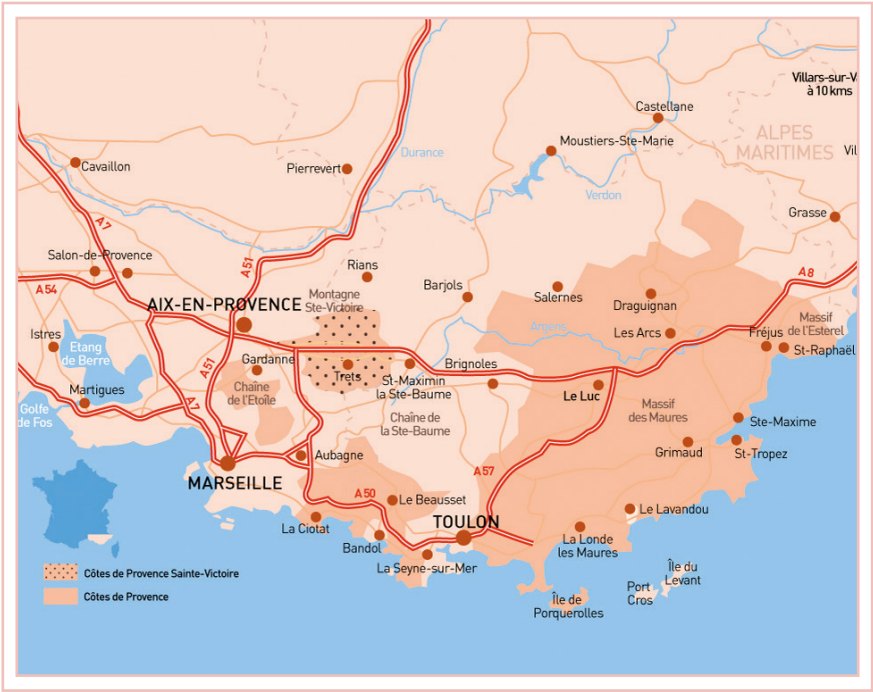 Villars-sur-V
à 10 kms
Castellane
ALPES
MARITIMES
Moustiers-Ste-Marie
Vil
Durance
Cavaillon
Pierrevert
Verdon
Grasse
A7
Salon-de-Provence
A51
Rians
A8
A54
Barjols
Salernes
Montagne
Ste-Victoire
AIX-EN-PROVENCE
Draguignan
Massif
de l'Esterel
Argens
Les Arcs
Fréjus
Istres
Etang
de Berre
St-Raphaël
Gardanne
A51
Brignoles
Trets
St-Maximin
la Ste-Baume
Martigues
Chaîne
de l'Etoîle
Le Luc
A7
Golfe
de Fos
Massif
des Maures
Chaîne de
la Ste-Baume
Ste-Maxime
Aubagne
Grimaud
St-Tropez
A57
MARSEILLE
A50
Le Beausset
Le Lavandou
La Ciotat
TOULON
Bandol
La Londe
les Maures
La Seyne-sur-Mer
Île du
Levant
Côtes de Provence Sainte-Victoire
Port
Cros
Côtes de Provence
Île de
Porquerolles